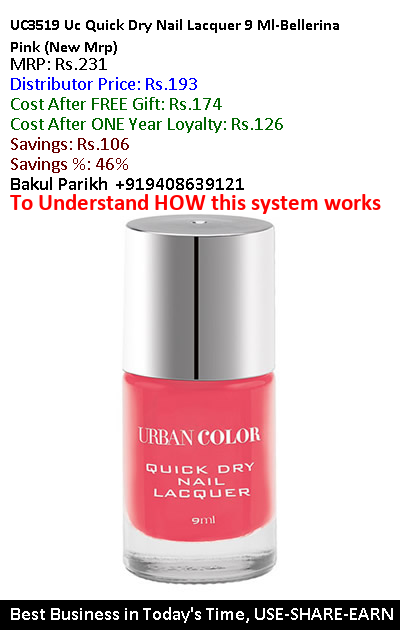 UC3519 Uc Quick Dry Nail Lacquer 9 Ml-Bellerina
Pink (New Mrp)
MRP: Rs.231
Distributor Price: Rs.193
Cost After FREE Gift: Rs.174
Cost After ONE Year Loyalty: Rs.126
Savings: Rs.106
Savings %: 46%
Bakul Parikh +919408639121
To Understand HOW this system works
URBAN COLOR
QUICK DRY
NAIL
LACQUER
9ml
Best Business in Today's Time, USE-SHARE-EARN